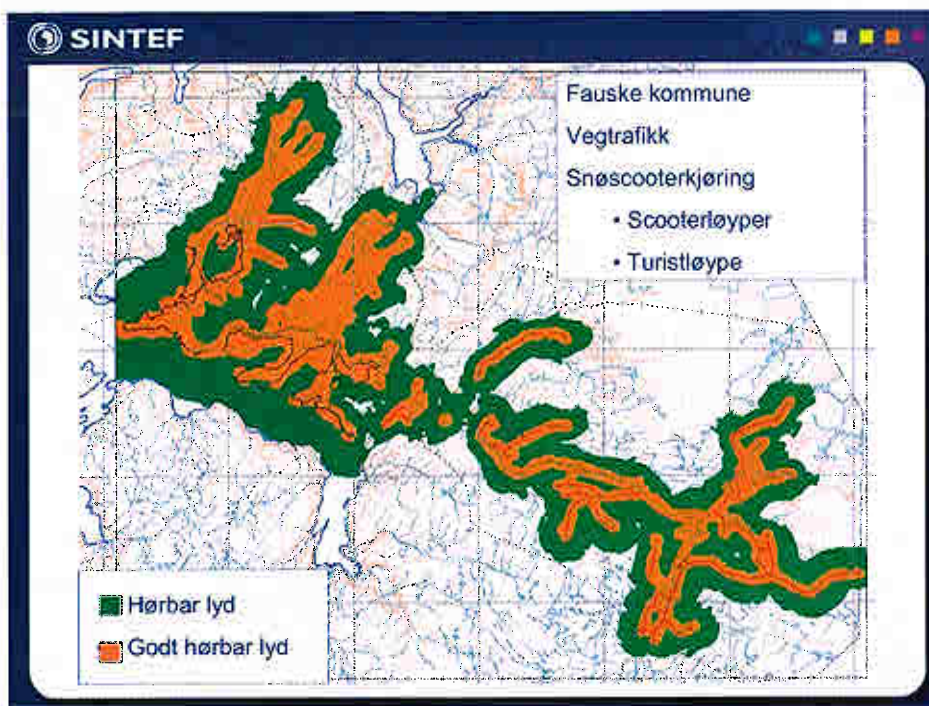 SINTEF
Fauske kommune
Vegtrafikk
Snøscooterkjøring
• Scooterløyper
• Turistløype
Hørbar lyd
Godt hørbar lyd